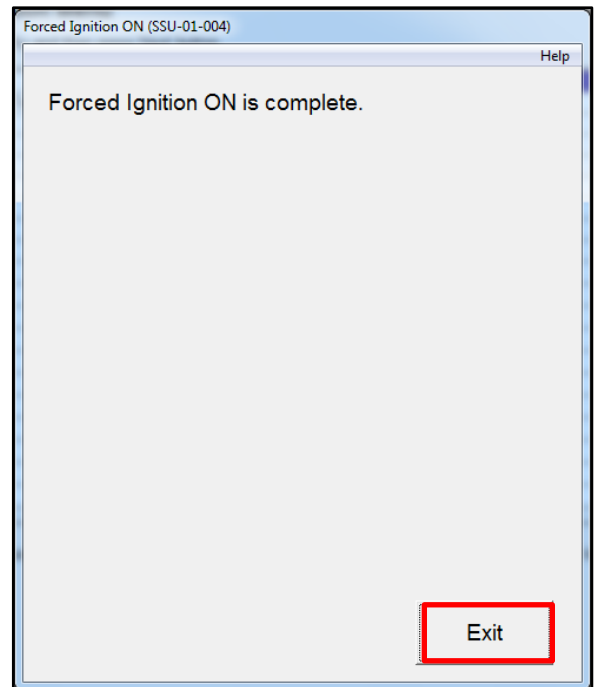 Forced Ignition ON (SSU-01-004)
Help
Forced Ignition ON is complete.
Exit